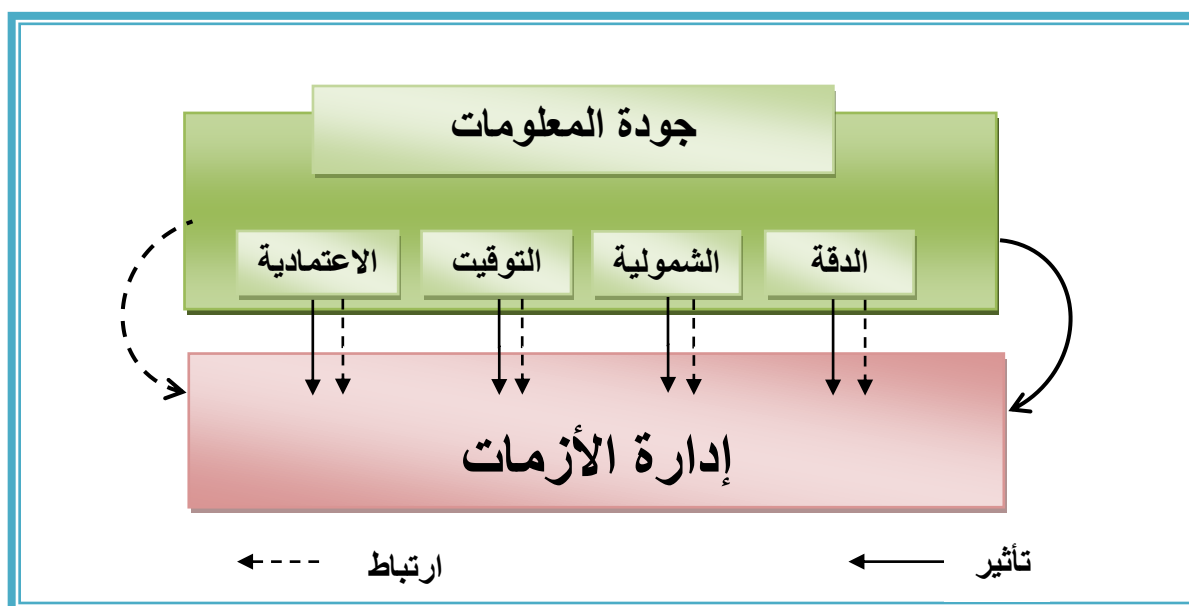 جودة المعلومات
الدقة
الشمولية
التوقيت
الاعتمادية
إدارة الأزمات
تأثير
ارتباط